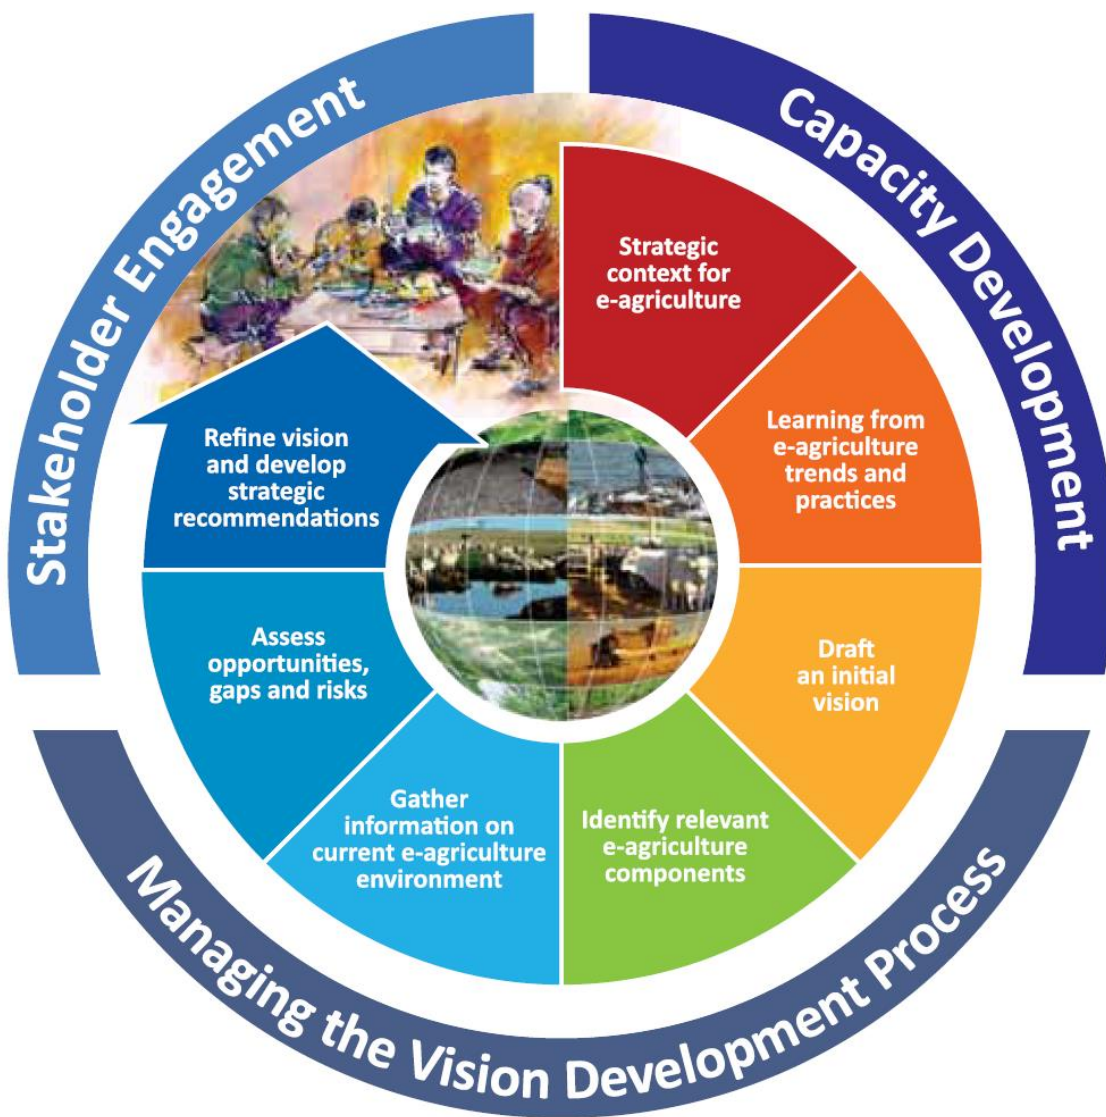 Stakeholder Engagement
Capacity Development
Strategic
context for
e-agriculture
Learning from
e-agriculture
trends and
practices
Draft
an initial
vision
Identify relevant
e-agriculture
components
Gather
information on
current e-agriculture
environment
Assess
opportunities,
gaps and risks
Refine vision
and develop
strategic
recommendations
Managing the Vision Development Process